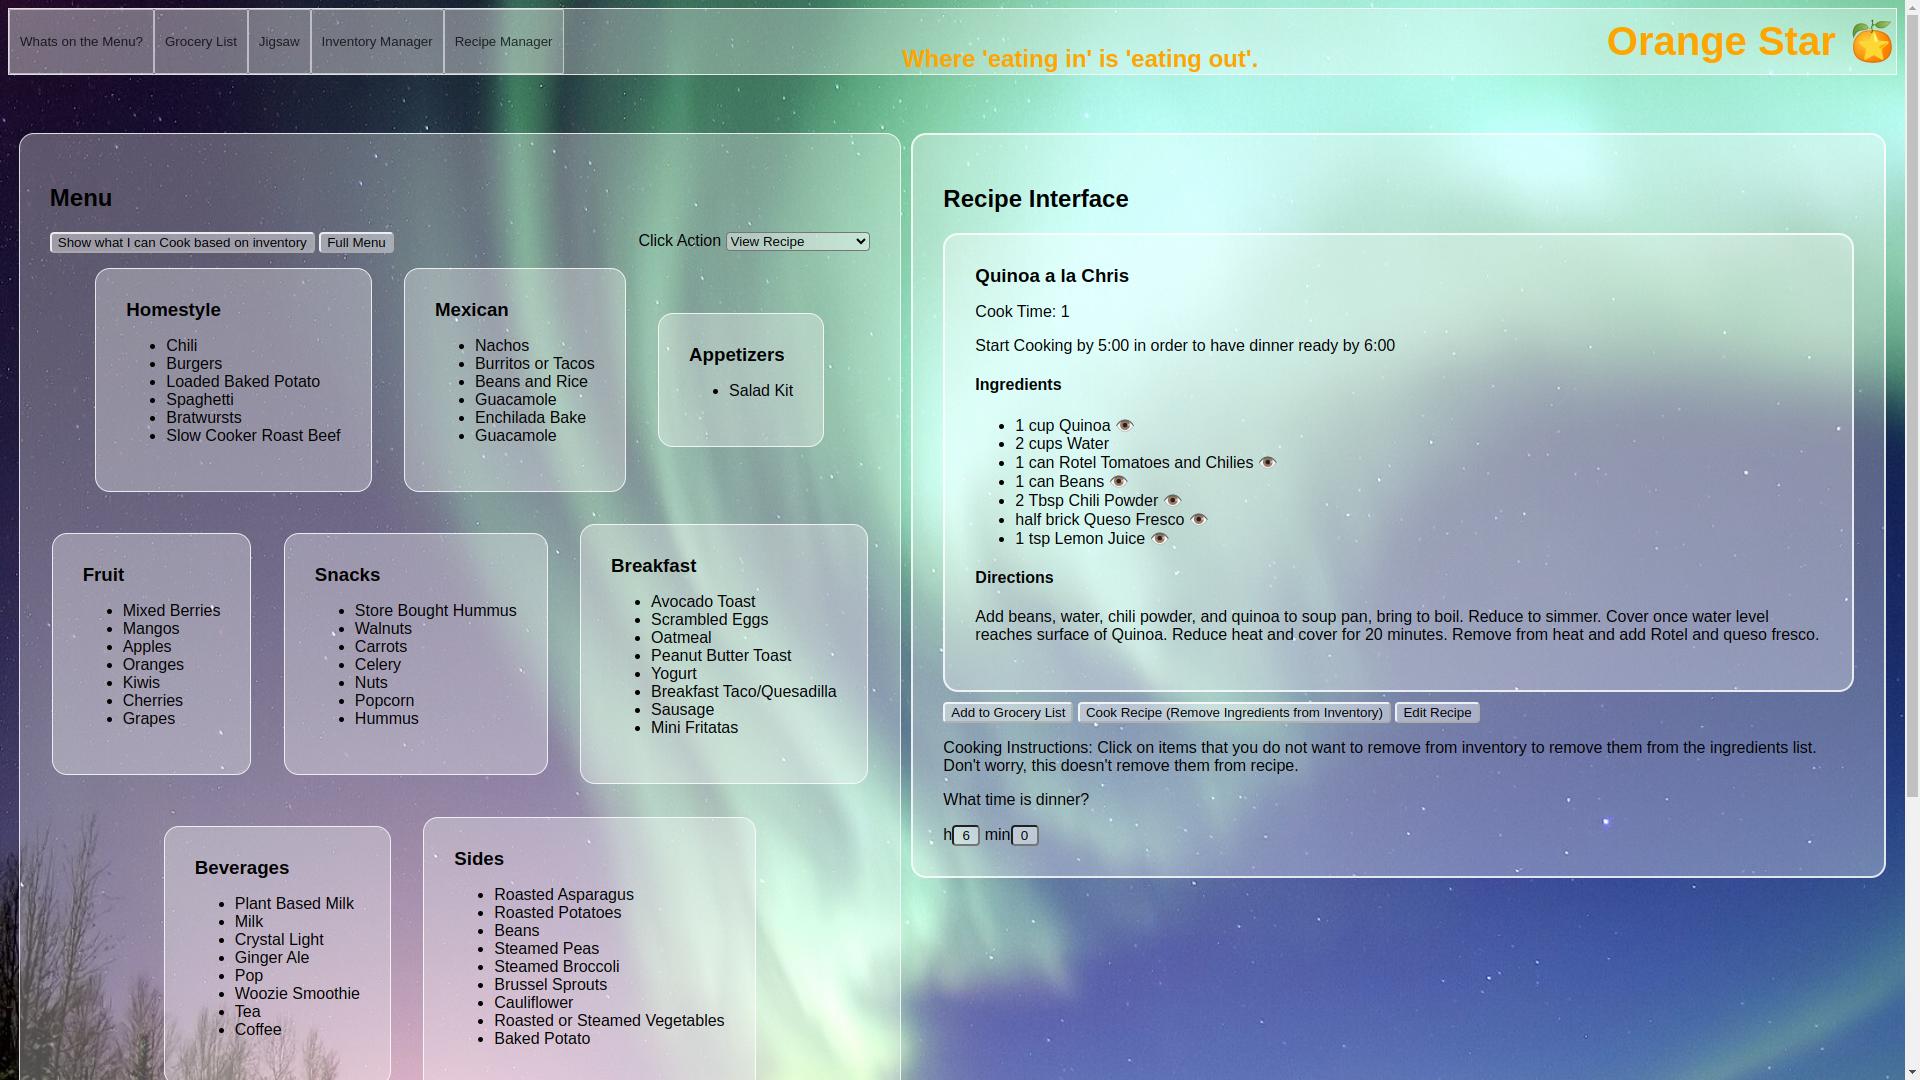 Whats on the Menu?
Grocery List
Jigsaw
Inventory Manager
Recipe Manager
Where 'eating in' is 'eating out'.
Orange Star
Menu
Show what I can Cook based on inventory
Full Menu
Click Action
View Recipe
Homestyle
Chili
Burgers
Loaded Baked Potato
Spaghetti
Bratwursts
Slow Cooker Roast Beef
Mexican
Nachos
Burritos or Tacos
Beans and Rice
Guacamole
Enchilada Bake
Guacamole
Appetizers
Salad Kit
Fruit
Mixed Berries
Mangos
Apples
Oranges
Kiwis
Cherries
Grapes
Snacks
Store Bought Hummus
Walnuts
Carrots
Celery
Nuts
Popcorn
Hummus
Breakfast
Avocado Toast
Scrambled Eggs
Oatmeal
Peanut Butter Toast
Yogurt
Breakfast Taco/Quesadilla
Sausage
Mini Fritatas
Beverages
Plant Based Milk
Milk
Crystal Light
Ginger Ale
Pop
Woozie Smoothie
Tea
Coffee
Sides
Roasted Asparagus
Roasted Potatoes
Beans
Steamed Peas
Steamed Broccoli
Brussel Sprouts
Cauliflower
Roasted or Steamed Vegetables
Baked Potato
Recipe Interface
Quinoa a la Chris
Cook Time: 1
Start Cooking by 5:00 in order to have dinner ready by 6:00
Ingredients
1 cup Quinoa
2 cups Water
1 can Rotel Tomatoes and Chilies
1 can Beans
2 Tbsp Chili Powder
half brick Queso Fresco
1 tsp Lemon Juice
Directions
Add beans, water, chili powder, and quinoa to soup pan, bring to boil. Reduce to simmer. Cover once water level
reaches surface of Quinoa. Reduce heat and cover for 20 minutes. Remove from heat and add Rotel and queso fresco.
Add to Grocery List
Cook Recipe (Remove Ingredients from Inventory)
Edit Recipe
Cooking Instructions: Click on items that you do not want to remove from inventory to remove them from the ingredients list.
Don't worry, this doesn't remove them from recipe.
What time is dinner?
h 6 min 0